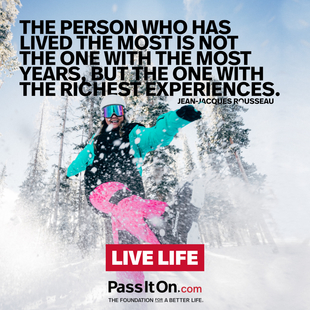 THE PERSON WHO HAS
LIVED THE MOST IS NOT
THE ONE WITH THE MOST
YEARS, BUT THE ONE WITH
THE RICHEST EXPERIENCES.
JEAN-JACQUES ROUSSEAU
LIVE LIFE
PassItOn.com
THE FOUNDATION FOR A BETTER LIFE.